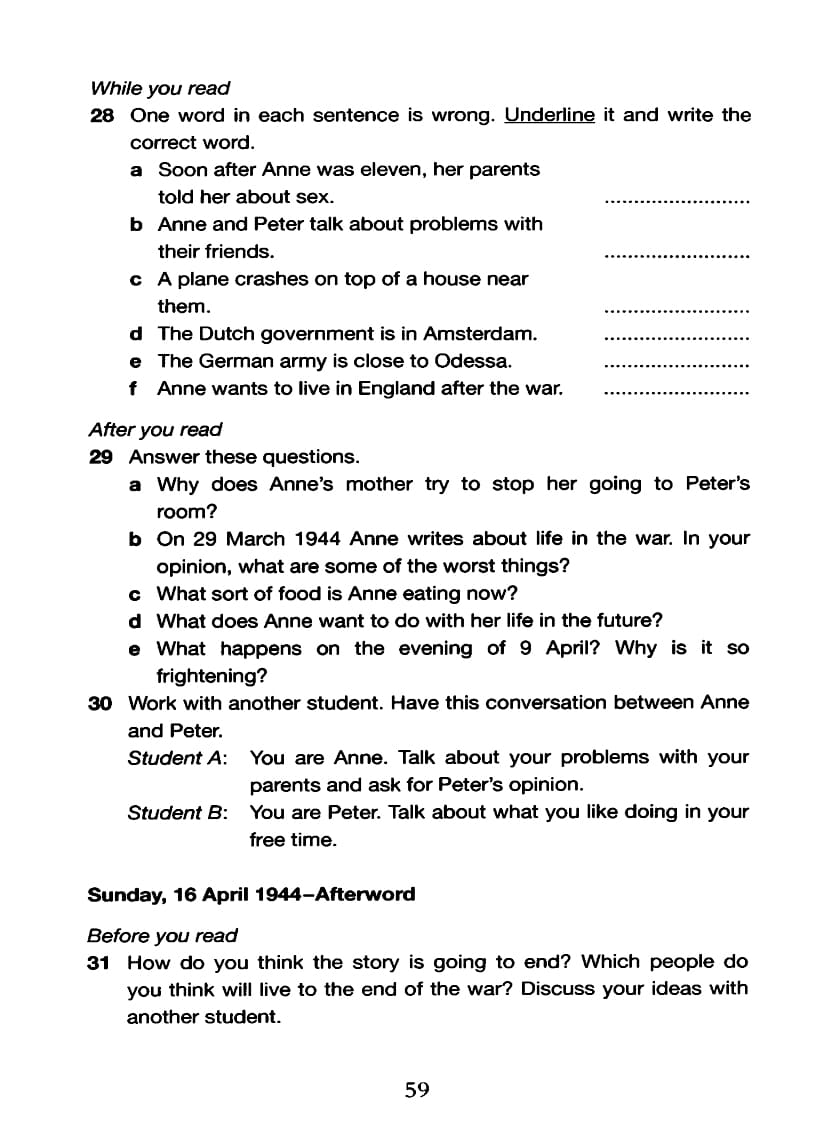 While you read
28 One word in each sentence is wrong. Underline it and write the
correct word.
a Soon after Anne was eleven, her parents
told her about sex. .........................
b Anne and Peter talk about problems with
their friends. .........................
c A plane crashes on top of a house near
them. .........................
d The Dutch government is in Amsterdam. .........................
e The German army is close to Odessa. .........................
f Anne wants to live in England after the war. .........................
After you read
29 Answer these questions.
a Why does Anne's mother try to stop her going to Peter's
room?
b On 29 March 1944 Anne writes about life in the war. In your
opinion, what are some of the worst things?
c What sort of food is Anne eating now?
d What does Anne want to do with her life in the future?
e What happens on the evening of 9 April? Why is it so
frightening?
30 Work with another student. Have this conversation between Anne
and Peter.
Student A: You are Anne. Talk about your problems with your
parents and ask for Peter's opinion.
Student B: You are Peter. Talk about what you like doing in your
free time.
Sunday, 16 April 1944–Afterword
Before you read
31 How do you think the story is going to end? Which people do
you think will live to the end of the war? Discuss your ideas with
another student.
59